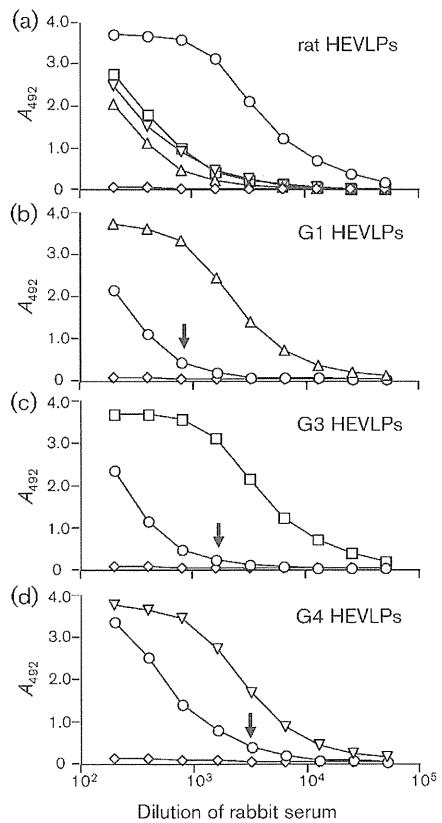 (a)
rat HEVLPs
4.0
3.0
2.0
1.0
0
A492
(b)
G1 HEVLPs
4.0
3.0
2.0
1.0
0
A492
(c)
G3 HEVLPs
4.0
3.0
2.0
1.0
0
A492
(d)
G4 HEVLPs
4.0
3.0
2.0
1.0
0
A492
10² 10³ 10⁴ 10⁵
Dilution of rabbit serum